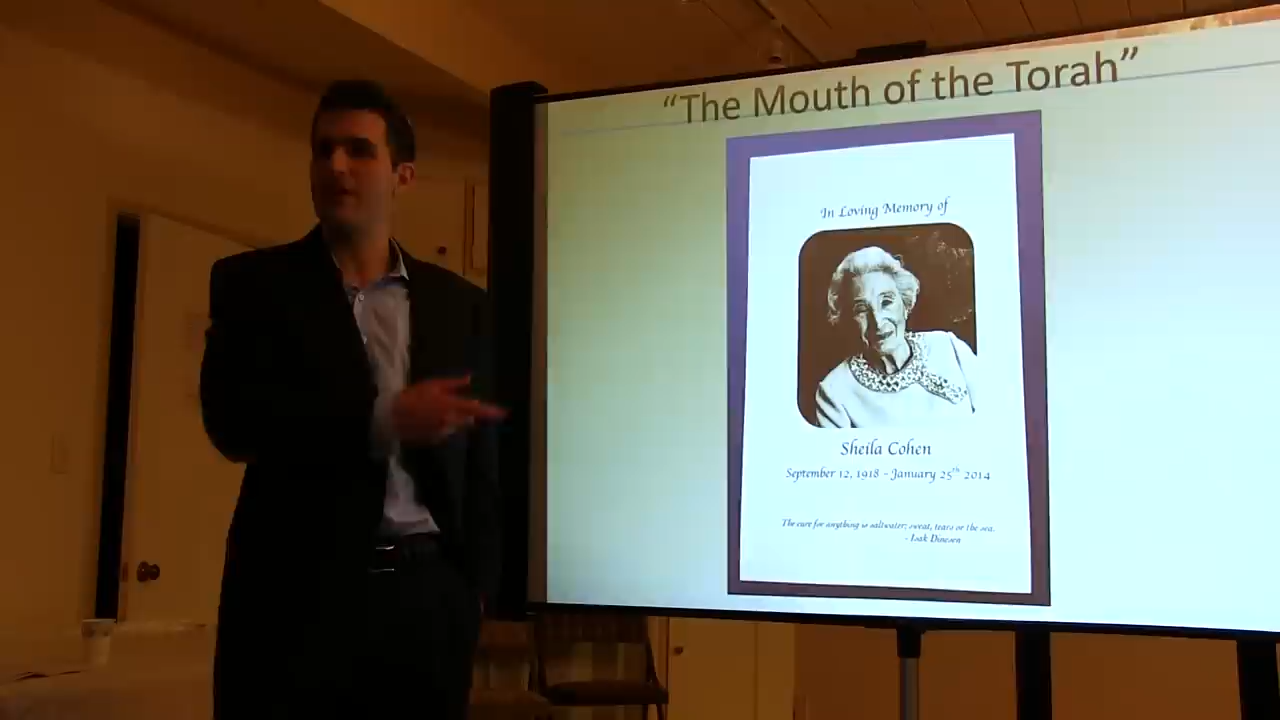 “The Mouth of the Torah”
In Loving Memory of
Sheila Cohen
September 12, 1918 - January 25th 2014
The cure for anything is saltwater; sweat, tears or the sea.
- Isak Dinesen